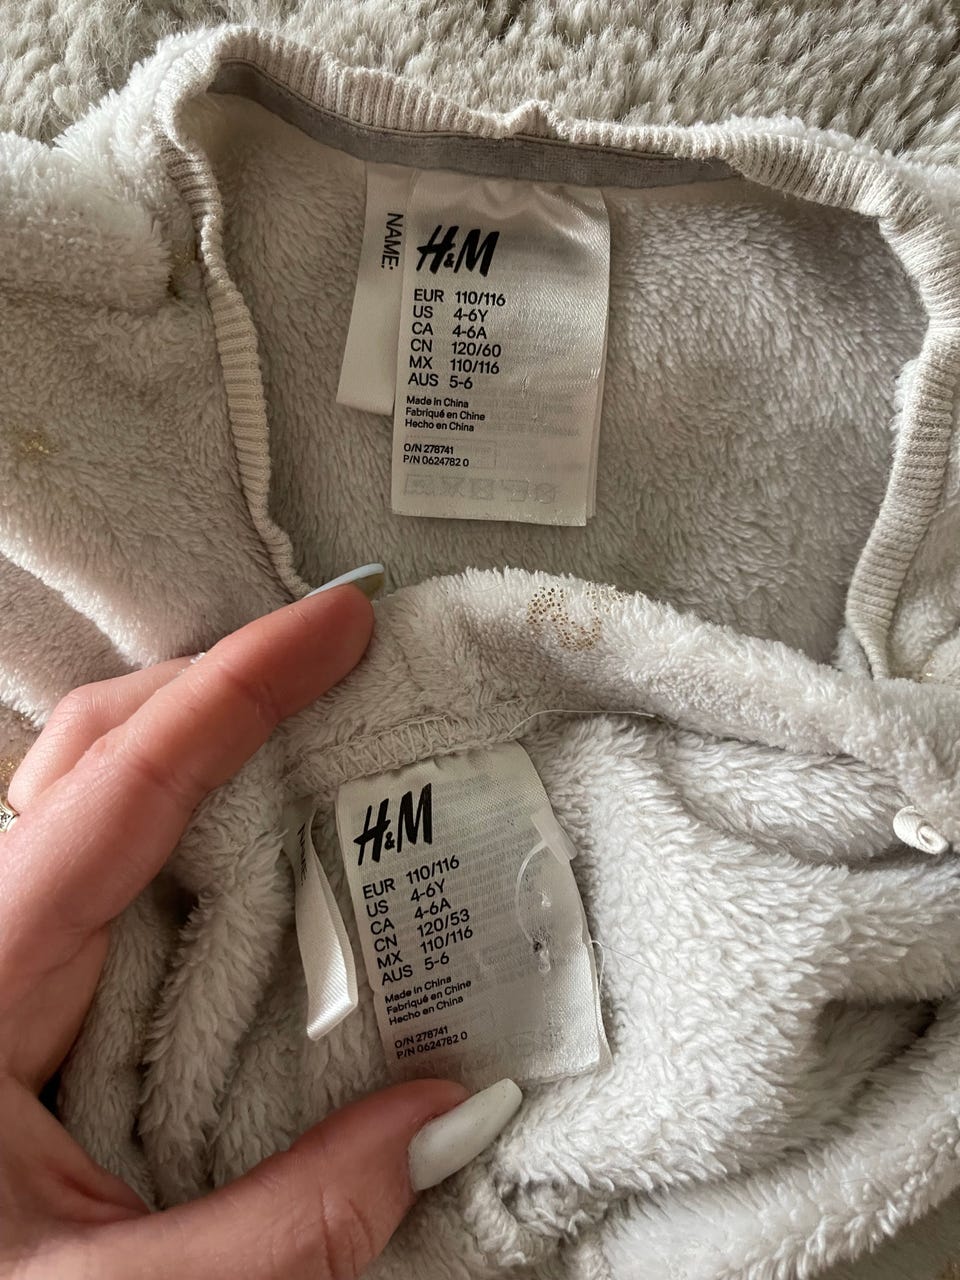 NAME:
H&M
EUR 110/116
US 4-6Y
CA 4-6A
CN 120/60
MX 110/116
AUS 5-6
Made in China
Fabriqué en Chine
Hecho en China
O/N 278741
P/N 0624782 0
H&M
EUR 110/116
US 4-6Y
CA 4-6A
CN 120/53
MX 110/116
AUS 5-6
Made in China
Fabriqué en Chine
Hecho en China
O/N 278741
P/N 0624782 0